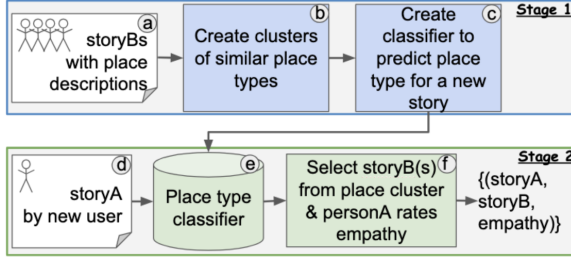 Stage 1
a
storyBs
with place
descriptions
b
Create clusters
of similar place
types
c
Create
classifier to
predict place
type for a new
story
Stage 2
d
storyA
by new user
e
Place type
classifier
f
Select storyB(s)
from place cluster
& personA rates
empathy
{(storyA,
storyB,
empathy)}